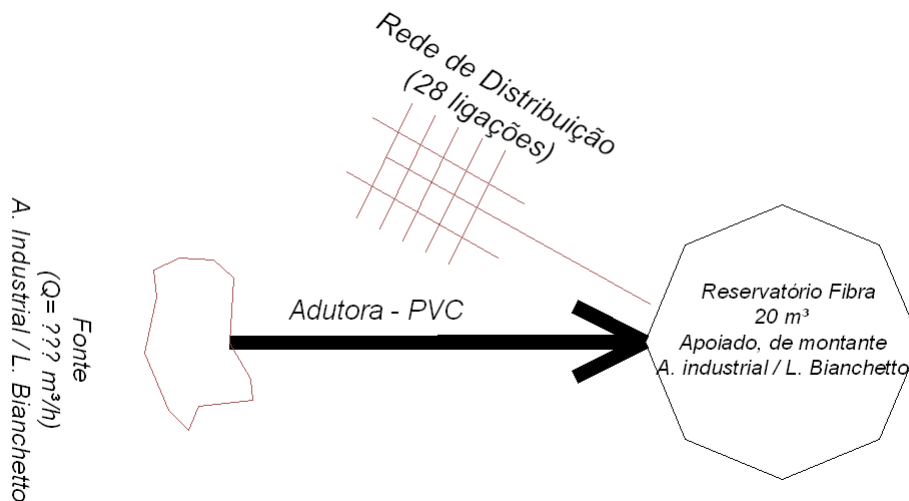 Rede de Distribuição
(28 ligações)
Fonte
(Q= ??? m³/h)
A. Industrial / L. Bianchetto
Adutora - PVC
Reservatório Fibra
20 m³
Apoiado, de montante
A. industrial / L. Bianchetto